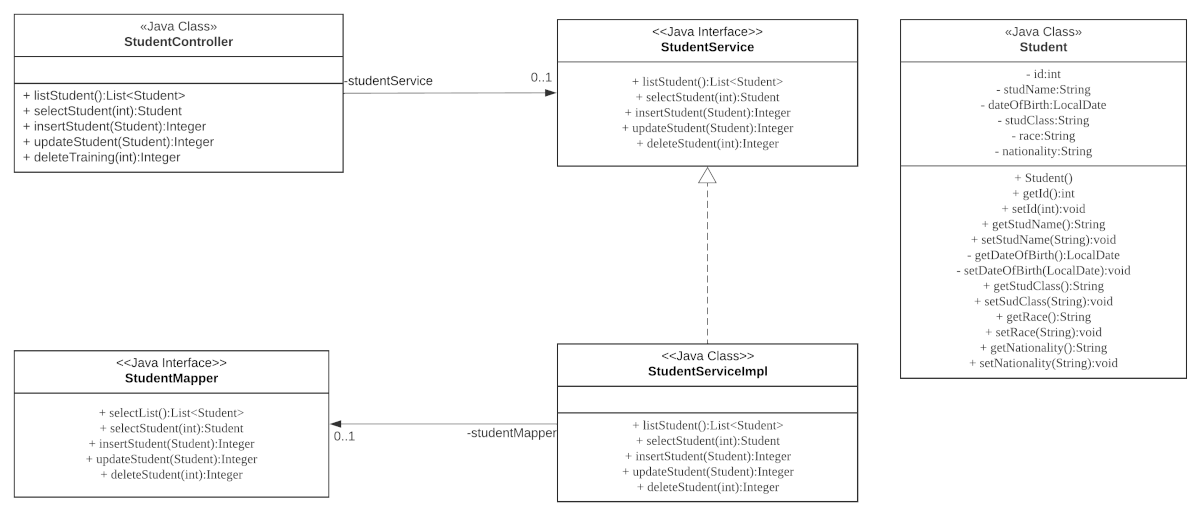 «Java Class»
StudentController
+ listStudent():List<Student>
+ selectStudent(int):Student
+ insertStudent(Student):Integer
+ updateStudent(Student):Integer
+ deleteTraining(int):Integer
-studentService
0..1
<<Java Interface>>
StudentService
+ listStudent():List<Student>
+ selectStudent(int):Student
+ insertStudent(Student):Integer
+ updateStudent(Student):Integer
+ deleteStudent(int):Integer
«Java Class»
Student
- id:int
- studName:String
- dateOfBirth:LocalDate
- studClass:String
- race:String
- nationality:String
+ Student()
+ getId():int
+ setId(int):void
+ getStudName():String
+ setStudName(String):void
- getDateOfBirth():LocalDate
- setDateOfBirth(LocalDate):void
+ getStudClass():String
+ setSudClass(String):void
+ getRace():String
+ setRace(String):void
+ getNationality():String
+ setNationality(String):void
<<Java Interface>>
StudentMapper
+ selectList():List<Student>
+ selectStudent(int):Student
+ insertStudent(Student):Integer
+ updateStudent(Student):Integer
+ deleteStudent(int):Integer
0..1
-studentMapper
<<Java Class>>
StudentServiceImpl
+ listStudent():List<Student>
+ selectStudent(int):Student
+ insertStudent(Student):Integer
+ updateStudent(Student):Integer
+ deleteStudent(int):Integer